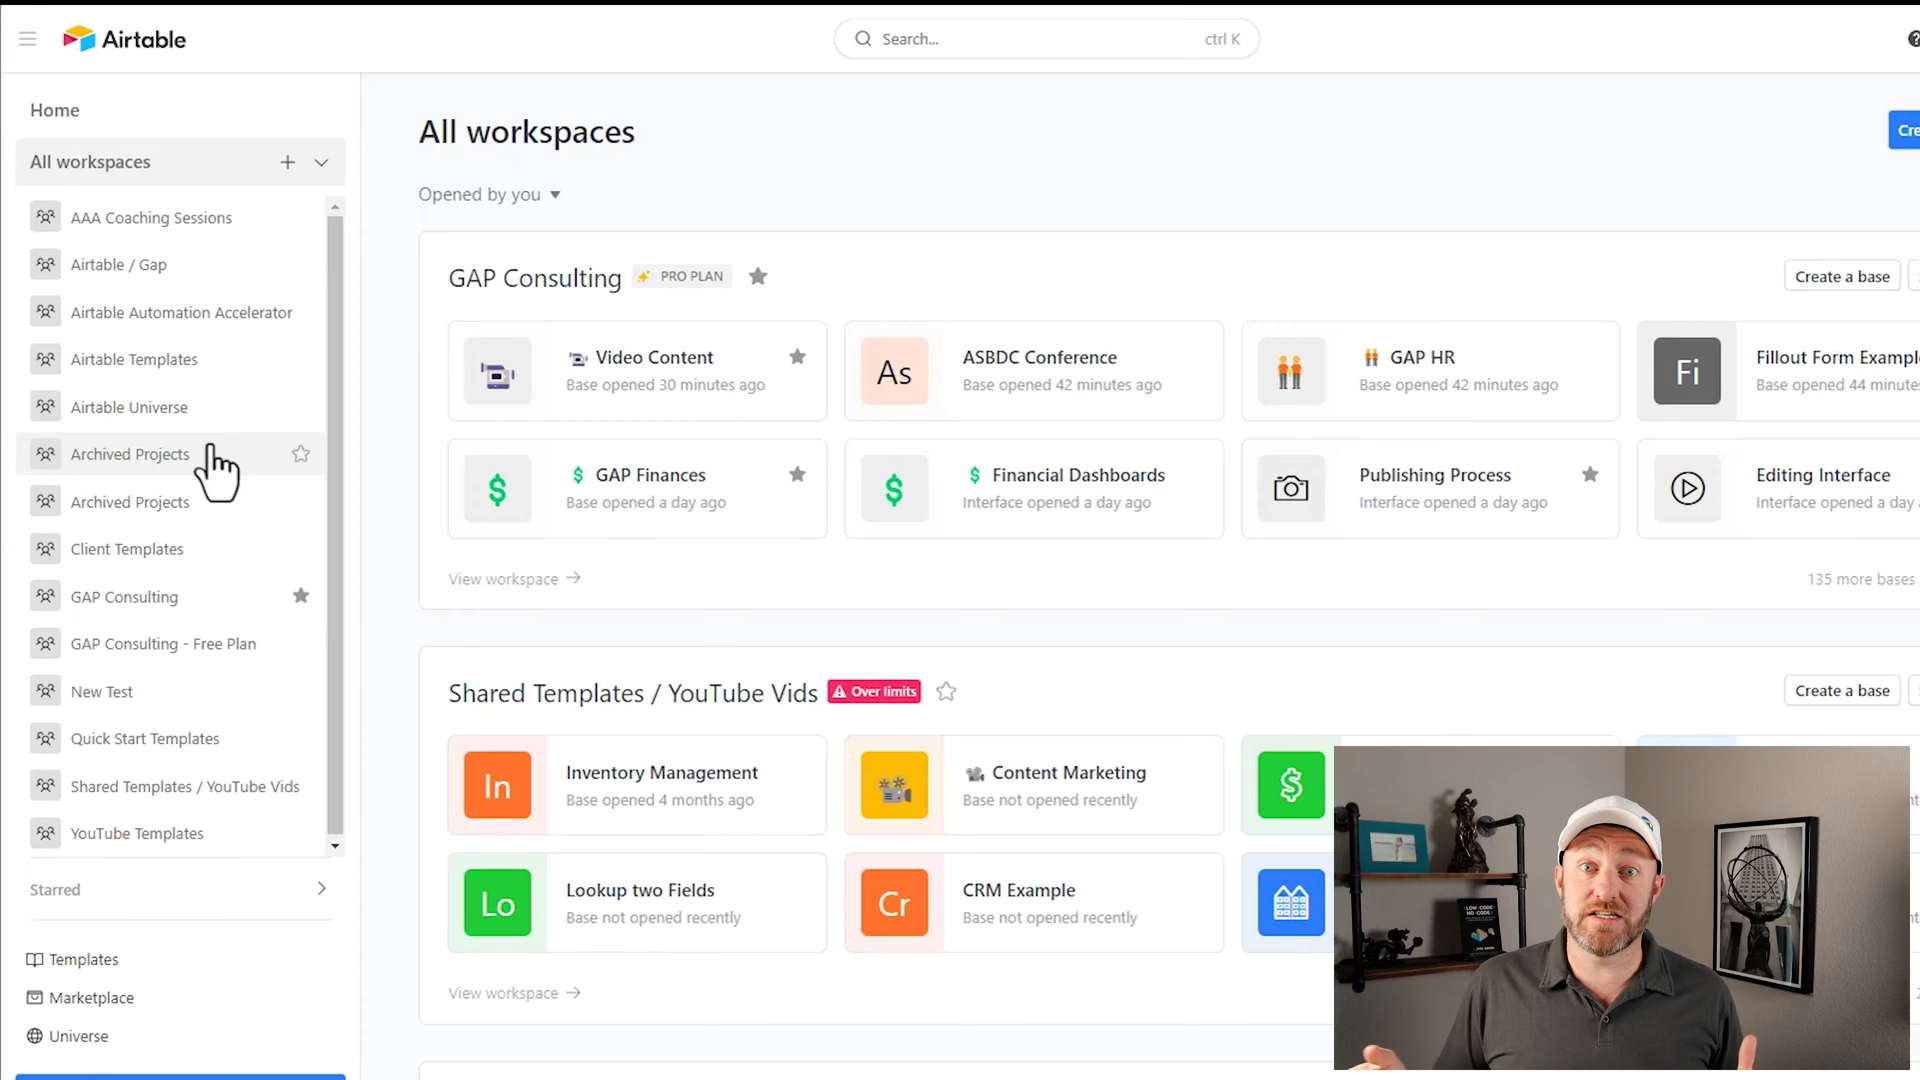 Airtable
Search...
ctrl K
Home
All workspaces
AAA Coaching Sessions
Airtable / Gap
Airtable Automation Accelerator
Airtable Templates
Airtable Universe
Archived Projects
Archived Projects
Client Templates
GAP Consulting
GAP Consulting - Free Plan
New Test
Quick Start Templates
Shared Templates / YouTube Vids
YouTube Templates
Starred
Templates
Marketplace
Universe
All workspaces
Cre
Opened by you
GAP Consulting
PRO PLAN
Create a base
Video Content
Base opened 30 minutes ago
As
ASBDC Conference
Base opened 42 minutes ago
GAP HR
Base opened 42 minutes ago
Fi
Fillout Form Example
Base opened 44 minutes
$
$ GAP Finances
Base opened a day ago
$
$ Financial Dashboards
Interface opened a day ago
Publishing Process
Interface opened a day ago
Editing Interface
Interface opened a day
View workspace
135 more bases
Shared Templates / YouTube Vids
Over limits
Create a base
In
Inventory Management
Base opened 4 months ago
Content Marketing
Base not opened recently
$
Lo
Lookup two Fields
Base not opened recently
Cr
CRM Example
Base not opened recently
View workspace
LOW-CODE
NO-CODE